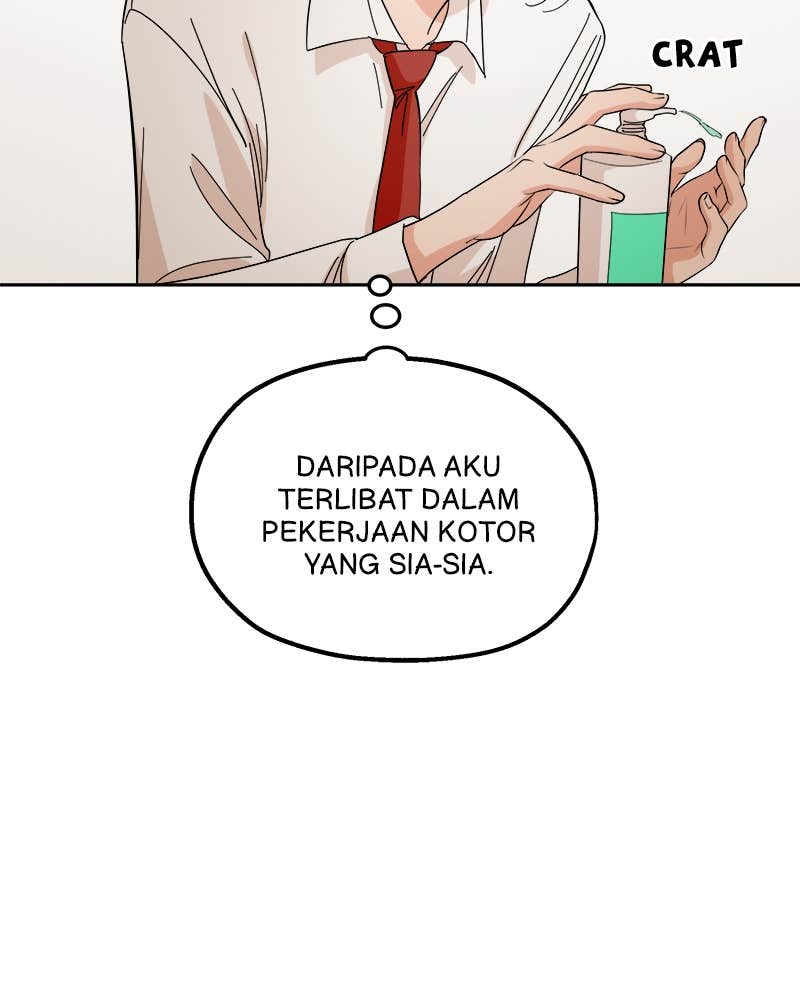 CRAT
DARIPADA AKU
TERLIBAT DALAM
PEKERJAAN KOTOR
YANG SIA-SIA.